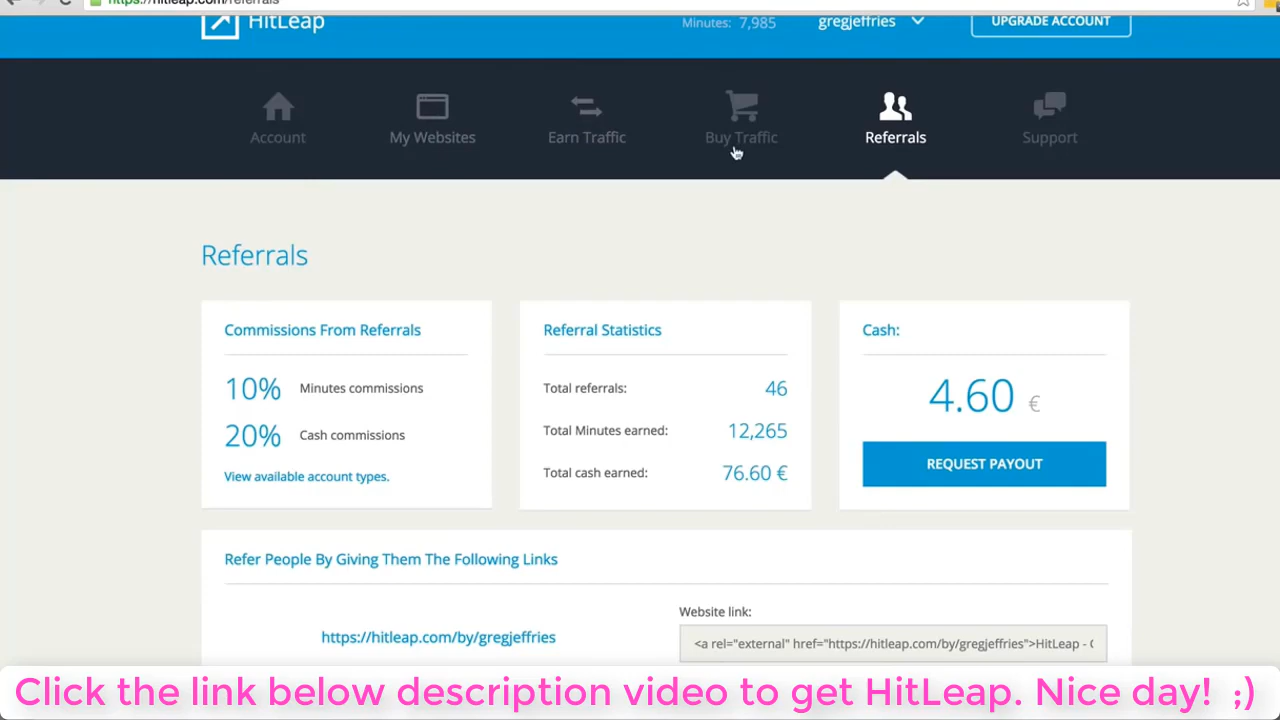 https://hitleap.com/referrals
HitLeap
Minutes: 7,985
gregjeffries
UPGRADE ACCOUNT
Account
My Websites
Earn Traffic
Buy Traffic
Referrals
Support
Referrals
Commissions From Referrals
10% Minutes commissions
20% Cash commissions
View available account types.
Referral Statistics
Total referrals: 46
Total Minutes earned: 12,265
Total cash earned: 76.60 €
Cash:
4.60 €
REQUEST PAYOUT
Refer People By Giving Them The Following Links
https://hitleap.com/by/gregjeffries
Website link:
<a rel="external" href="https://hitleap.com/by/gregjeffries">HitLeap -
Click the link below description video to get HitLeap. Nice day! ;)